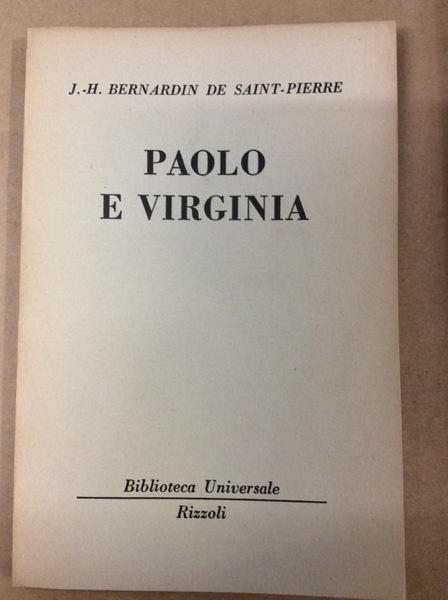 J.-H. BERNARDIN DE SAINT-PIERRE
PAOLO
E VIRGINIA
Biblioteca Universale
Rizzoli